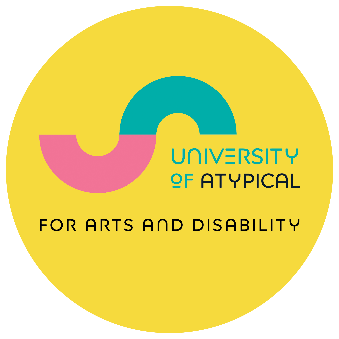 UNIVERSITY
OF ATYPICAL
FOR ARTS AND DISABILITY